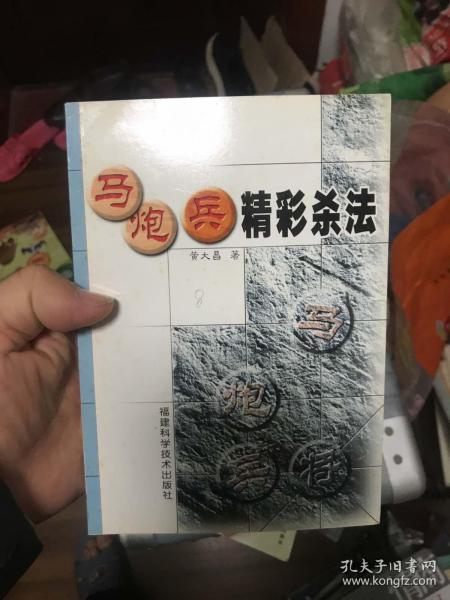 马炮兵精彩杀法
黄大昌 著
8
马
炮
兵 将
福建科学技术出版社
孔夫子旧书网
www.kongfz.com